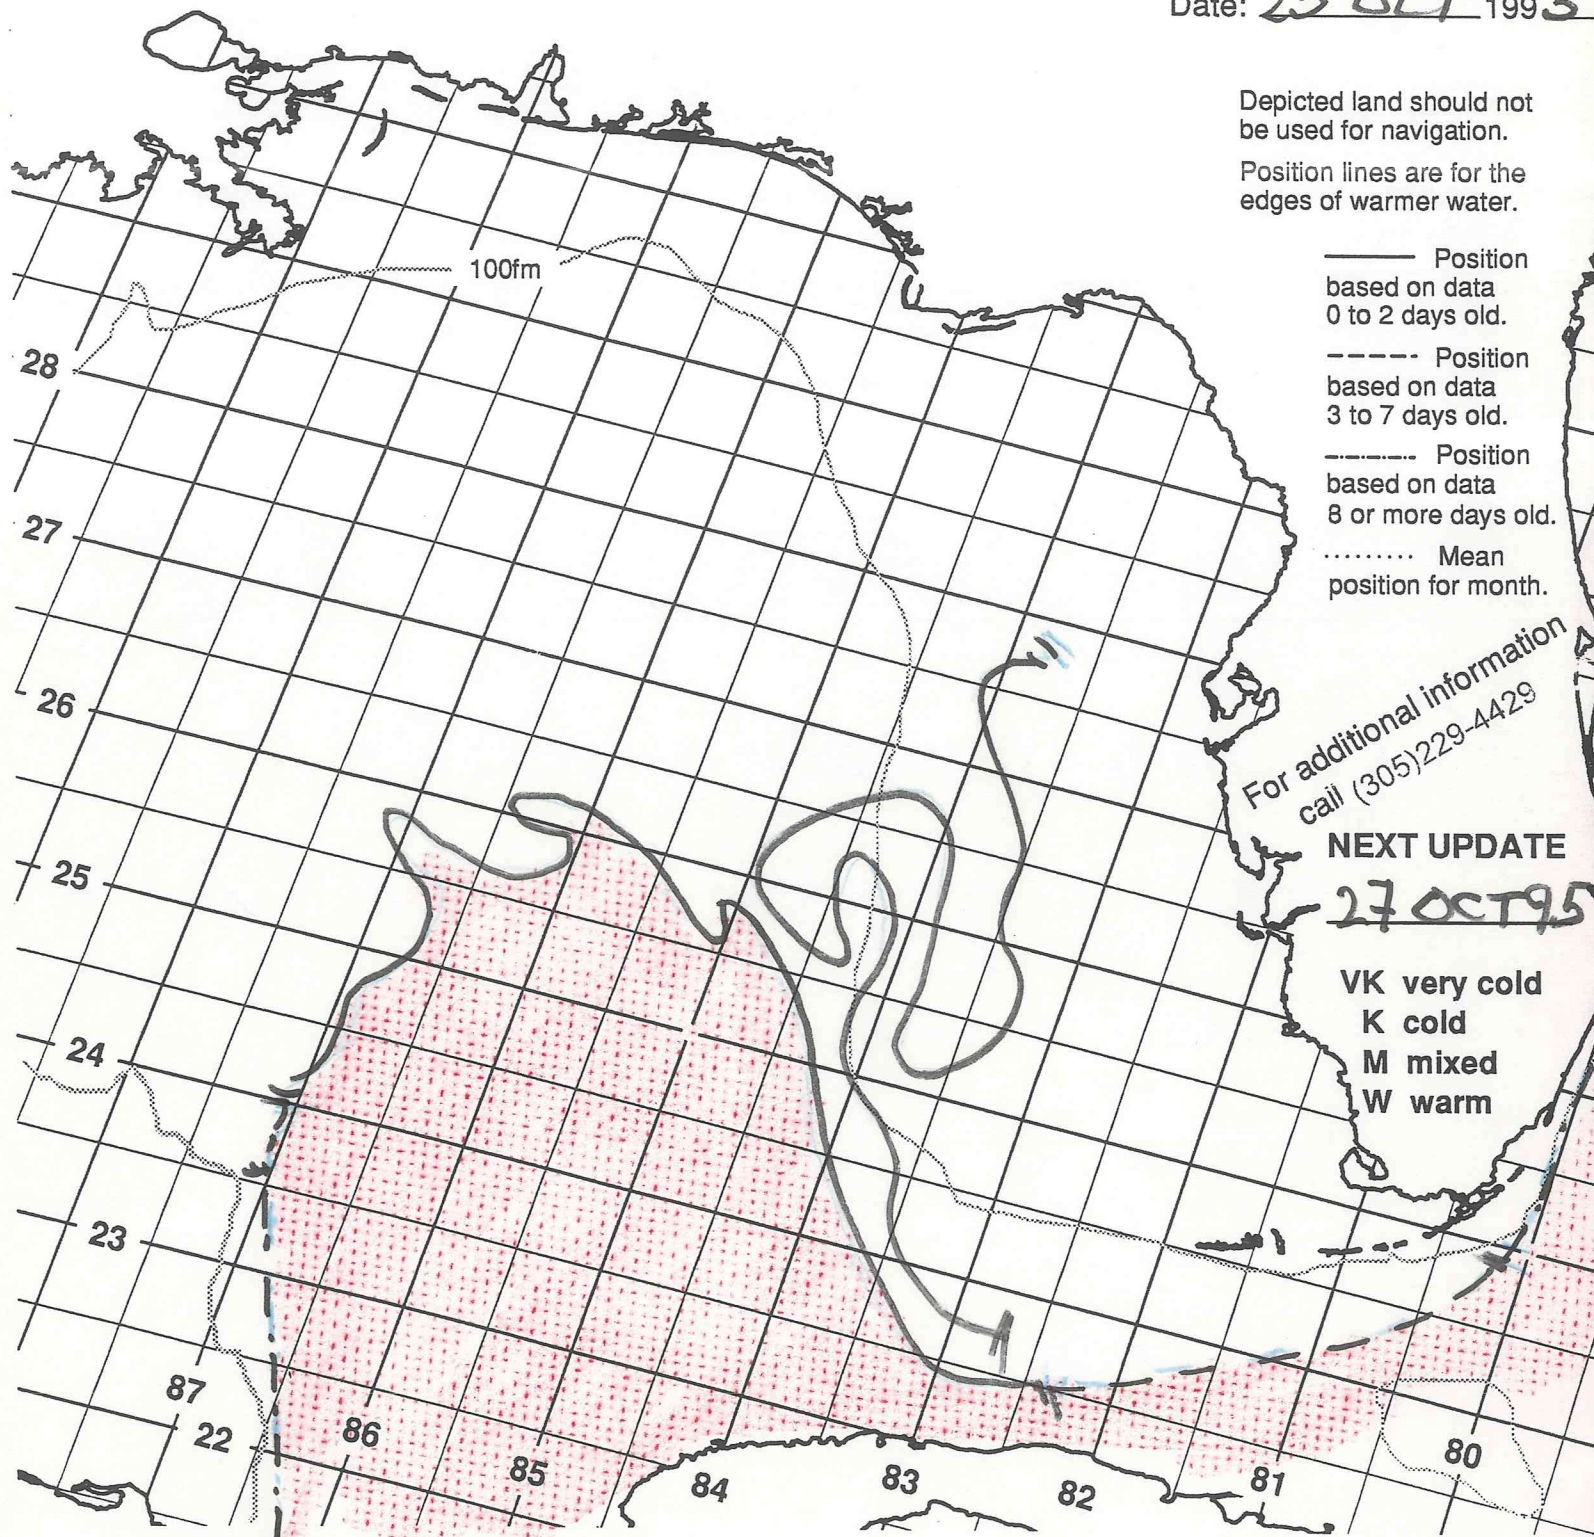 Date: 25 OCT 1995
Depicted land should not
be used for navigation.
Position lines are for the
edges of warmer water.
Position
based on data
0 to 2 days old.
Position
based on data
3 to 7 days old.
Position
based on data
8 or more days old.
Mean
position for month.
For additional information
call (305)229-4429
NEXT UPDATE
27 OCT 95
VK very cold
K cold
M mixed
W warm
100fm
28
27
26
25
24
23
22
87
86
85
84
83
82
81
80